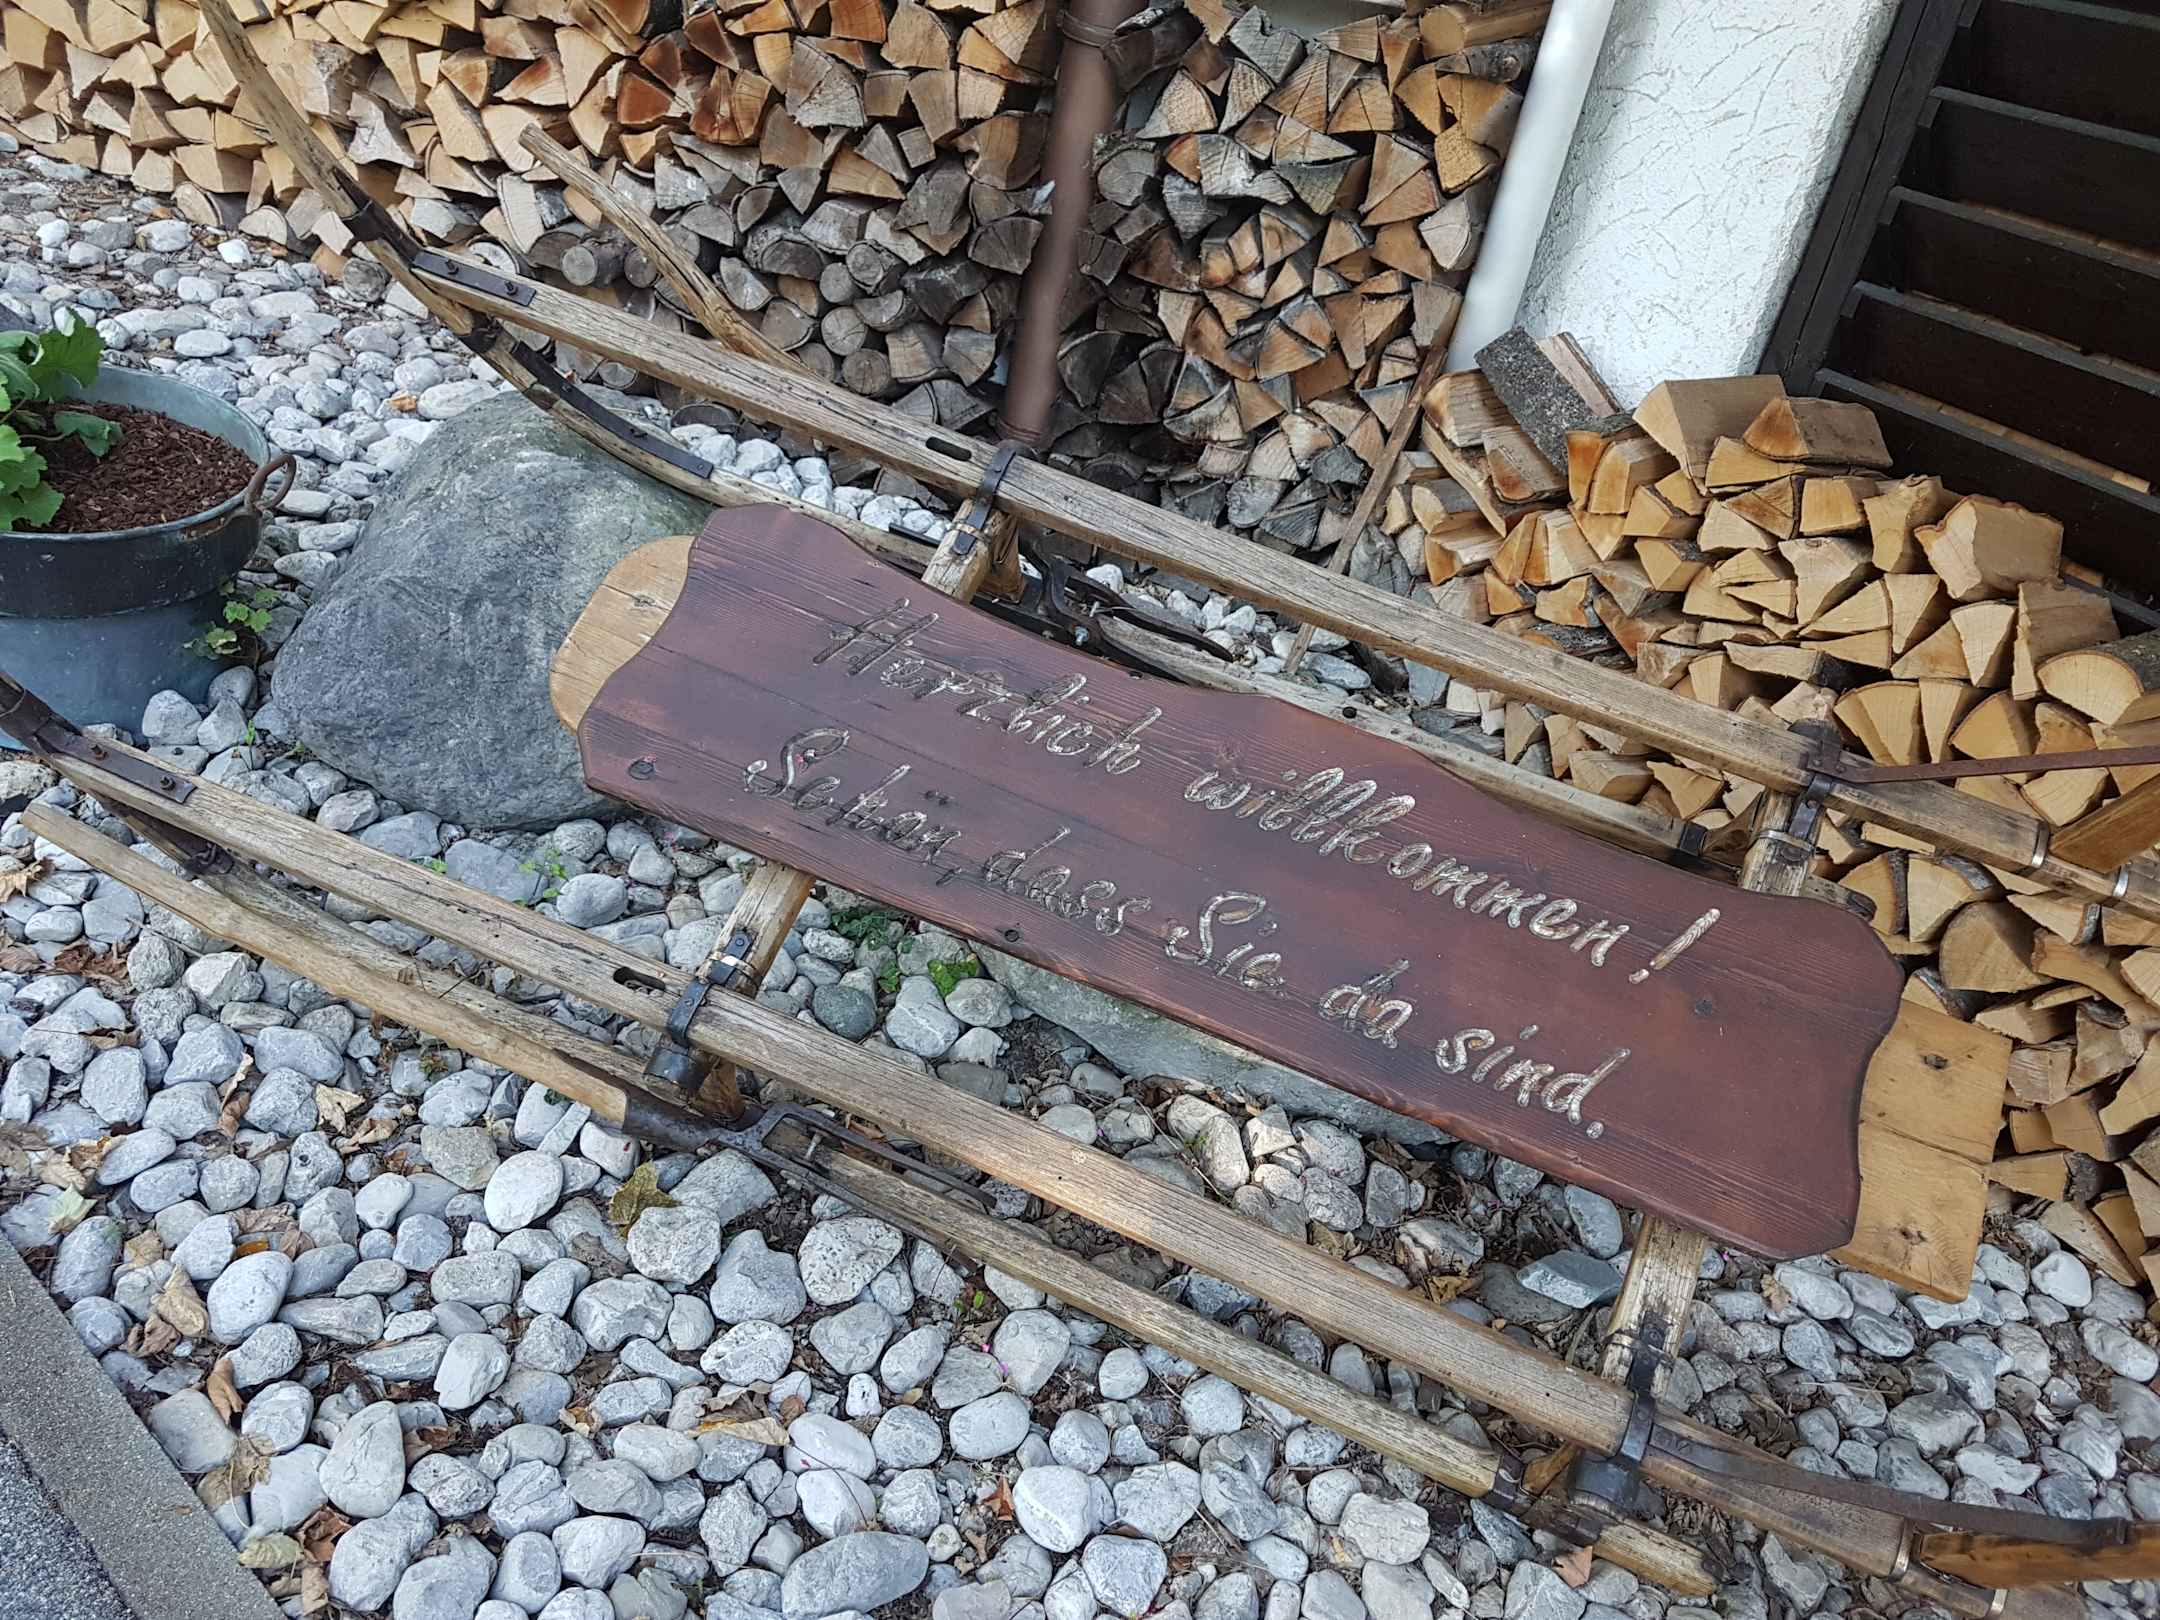 Herzlich willkommen!
Schön, dass Sie da sind.